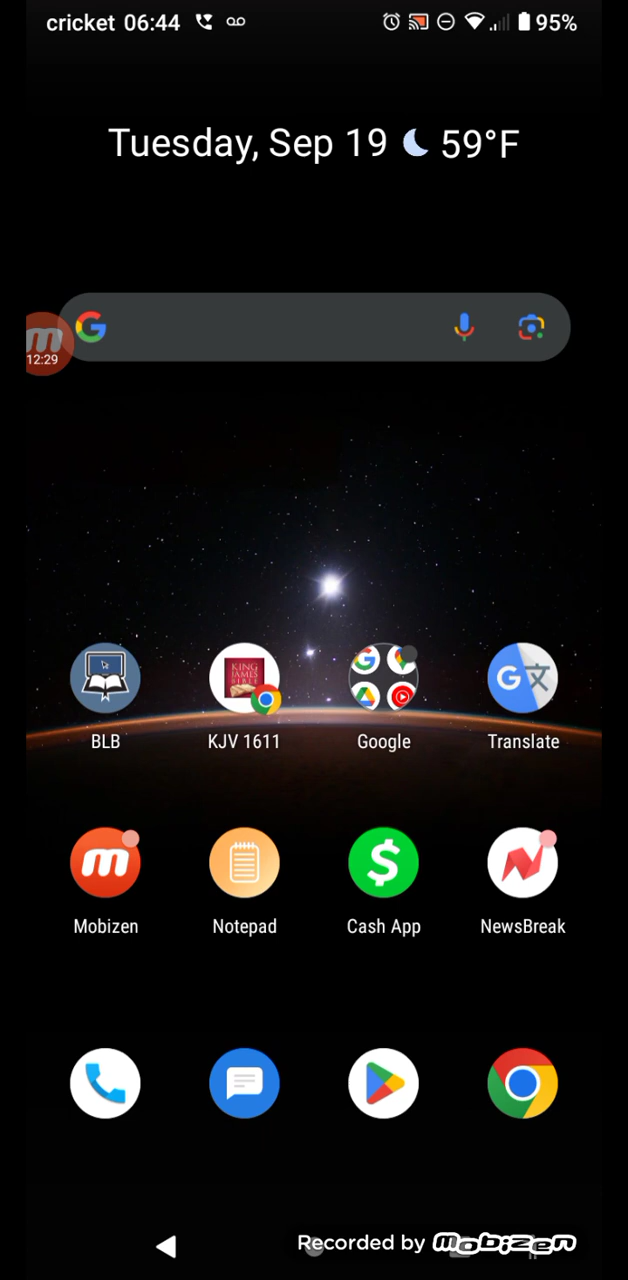 cricket 06:44 95%
Tuesday, Sep 19 59°F
12:29
KING
JAMES
BIBLE
BLB KJV 1611 Google Translate
Mobizen Notepad Cash App NewsBreak
Recorded by mobizen